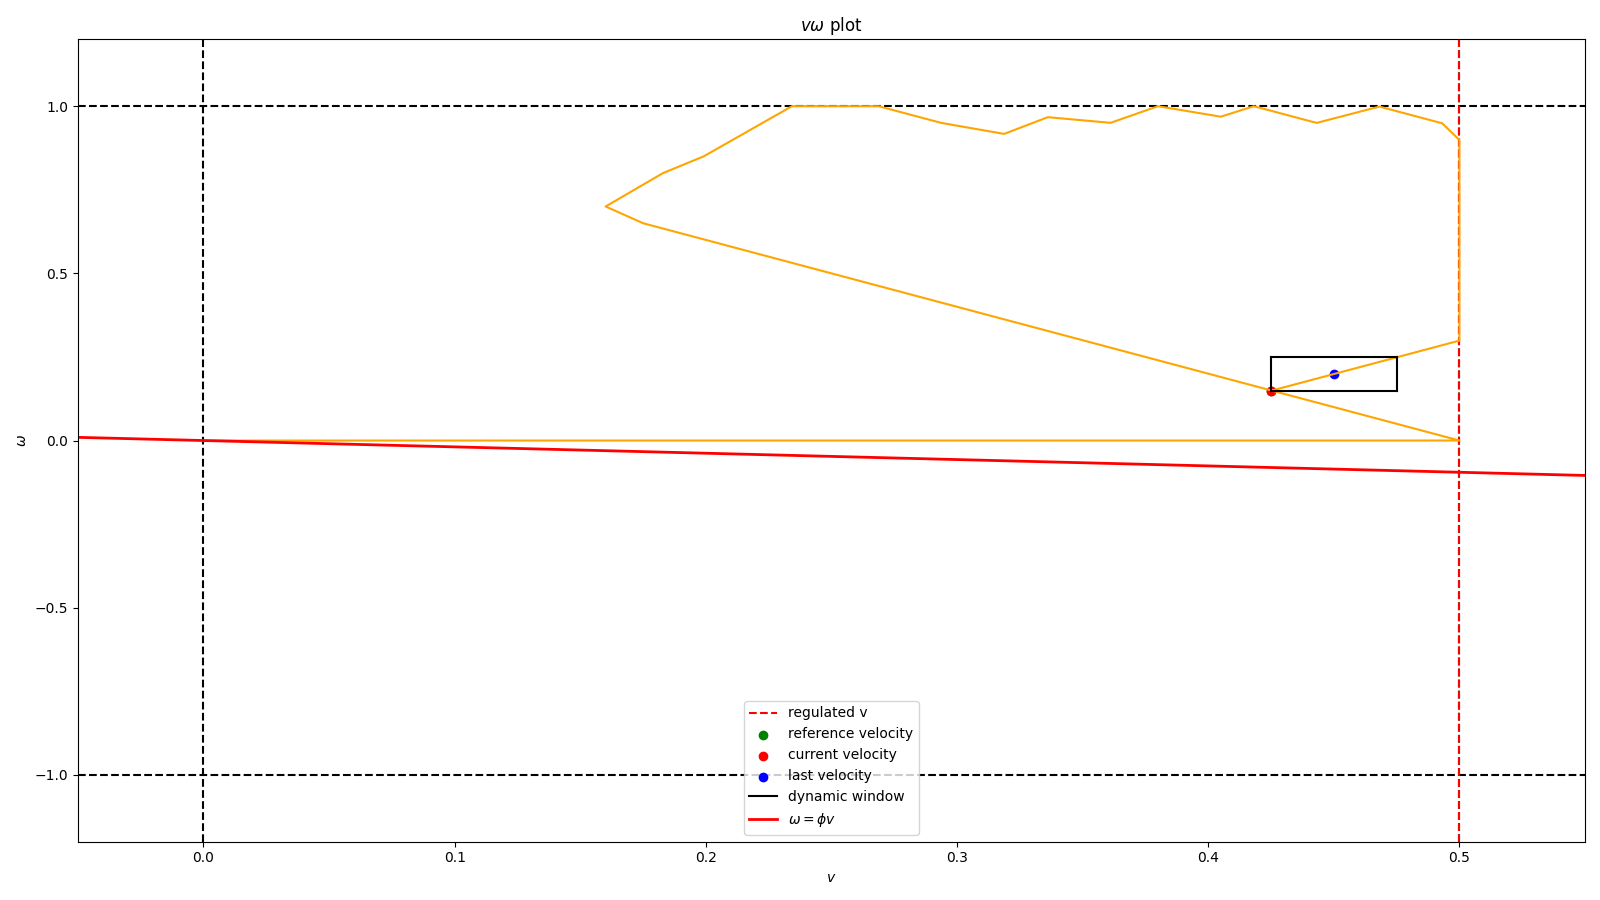 vω plot
1.0
0.5
0.0
−0.5
−1.0
ω
regulated v
reference velocity
current velocity
last velocity
dynamic window
ω = ϕv
0.0 0.1 0.2 0.3 0.4 0.5
v